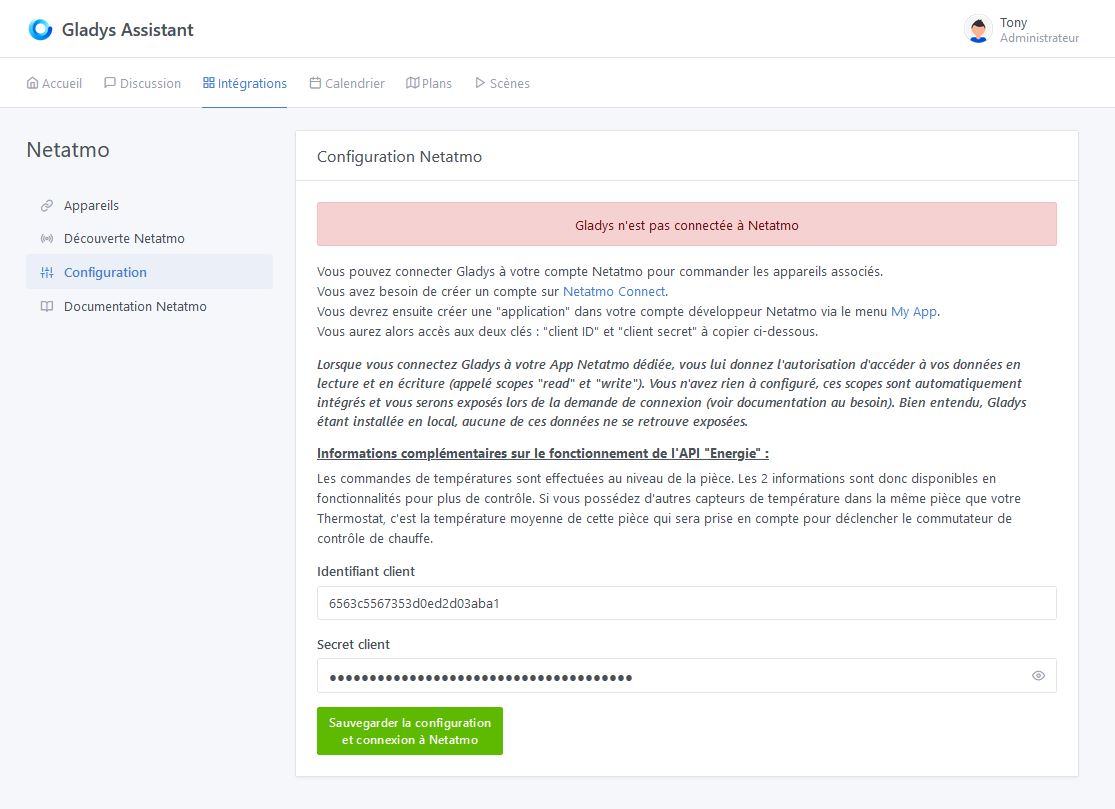 Gladys Assistant
Tony
Administrateur
Accueil
Discussion
Intégrations
Calendrier
Plans
Scènes
Netatmo
Appareils
Découverte Netatmo
Configuration
Documentation Netatmo
Configuration Netatmo
Gladys n'est pas connectée à Netatmo
Vous pouvez connecter Gladys à votre compte Netatmo pour commander les appareils associés.
Vous avez besoin de créer un compte sur Netatmo Connect.
Vous devrez ensuite créer une "application" dans votre compte développeur Netatmo via le menu My App.
Vous aurez alors accès aux deux clés : "client ID" et "client secret" à copier ci-dessous.
Lorsque vous connectez Gladys à votre App Netatmo dédiée, vous lui donnez l'autorisation d'accéder à vos données en
lecture et en écriture (appelé scopes "read" et "write"). Vous n'avez rien à configuré, ces scopes sont automatiquement
intégrés et vous serons exposés lors de la demande de connexion (voir documentation au besoin). Bien entendu, Gladys
étant installée en local, aucune de ces données ne se retrouve exposées.
Informations complémentaires sur le fonctionnement de l'API "Energie" :
Les commandes de températures sont effectuées au niveau de la pièce. Les 2 informations sont donc disponibles en
fonctionnalités pour plus de contrôle. Si vous possédez d'autres capteurs de température dans la même pièce que votre
Thermostat, c'est la température moyenne de cette pièce qui sera prise en compte pour déclencher le commutateur de
contrôle de chauffe.
Identifiant client
6563c5567353d0ed2d03aba1
Secret client
••••••••••••••••••••••••••••••••••••••
Sauvegarder la configuration
et connexion à Netatmo